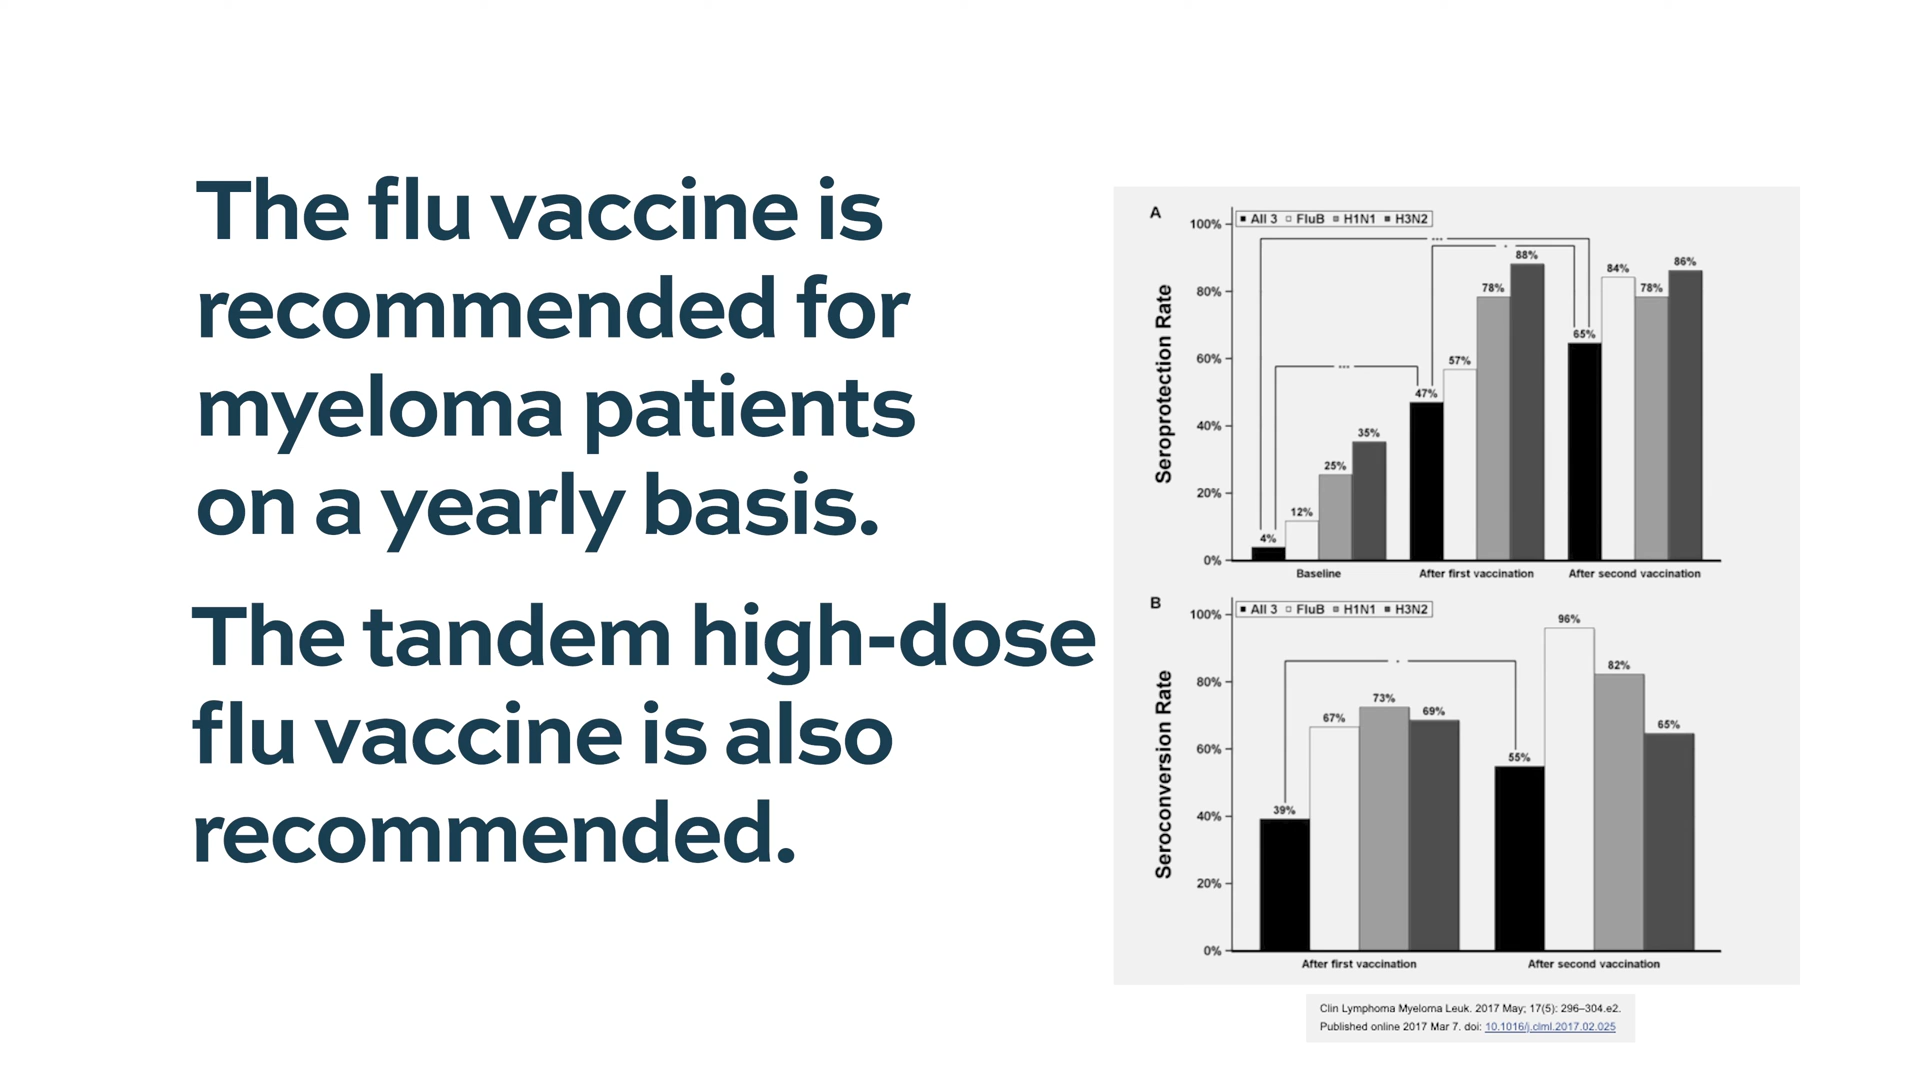 The flu vaccine is
recommended for
myeloma patients
on a yearly basis.
The tandem high-dose
flu vaccine is also
recommended.
A
All 3 FluB H1N1 H3N2
Seroprotection Rate
100%
80%
60%
40%
20%
0%
***
*
***
4%
12%
25%
35%
47%
57%
78%
88%
65%
84%
78%
86%
Baseline
After first vaccination
After second vaccination
B
All 3 FluB H1N1 H3N2
Seroconversion Rate
100%
80%
60%
40%
20%
0%
*
39%
67%
73%
69%
55%
96%
82%
65%
After first vaccination
After second vaccination
Clin Lymphoma Myeloma Leuk. 2017 May; 17(5): 296–304.e2.
Published online 2017 Mar 7. doi: 10.1016/j.clml.2017.02.025